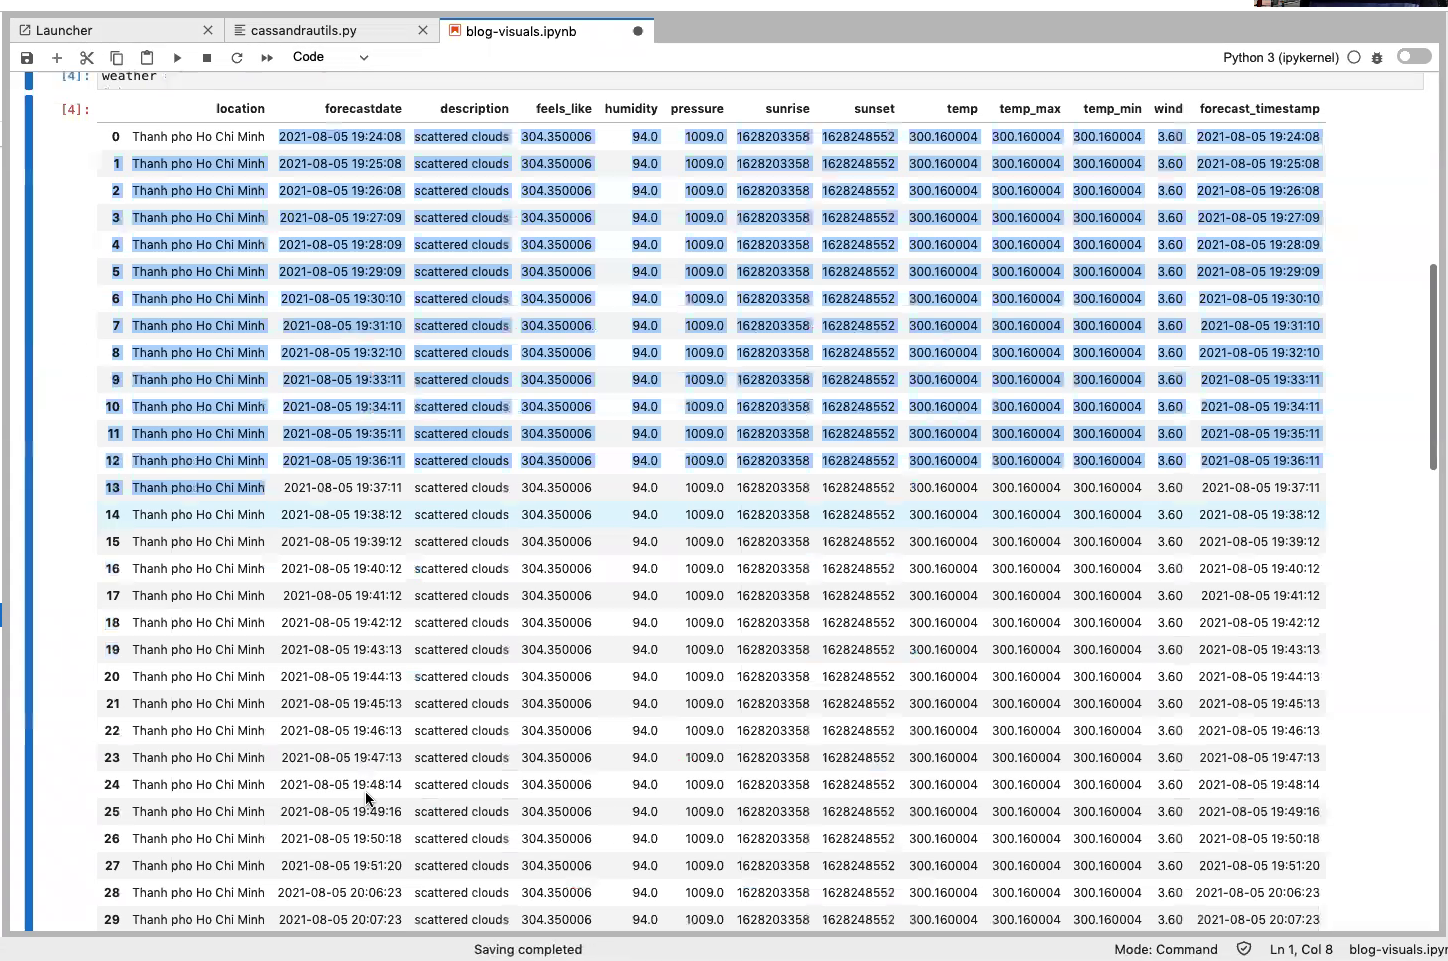 Launcher cassandrautils.py blog-visuals.ipynb
Code Python 3 (ipykernel)
[4]: weather
[4]: location forecastdate description feels_like humidity pressure sunrise sunset temp temp_max temp_min wind forecast_timestamp
0 Thanh pho Ho Chi Minh 2021-08-05 19:24:08 scattered clouds 304.350006 94.0 1009.0 1628203358 1628248552 300.160004 300.160004 300.160004 3.60 2021-08-05 19:24:08
1 Thanh pho Ho Chi Minh 2021-08-05 19:25:08 scattered clouds 304.350006 94.0 1009.0 1628203358 1628248552 300.160004 300.160004 300.160004 3.60 2021-08-05 19:25:08
2 Thanh pho Ho Chi Minh 2021-08-05 19:26:08 scattered clouds 304.350006 94.0 1009.0 1628203358 1628248552 300.160004 300.160004 300.160004 3.60 2021-08-05 19:26:08
3 Thanh pho Ho Chi Minh 2021-08-05 19:27:09 scattered clouds 304.350006 94.0 1009.0 1628203358 1628248552 300.160004 300.160004 300.160004 3.60 2021-08-05 19:27:09
4 Thanh pho Ho Chi Minh 2021-08-05 19:28:09 scattered clouds 304.350006 94.0 1009.0 1628203358 1628248552 300.160004 300.160004 300.160004 3.60 2021-08-05 19:28:09
5 Thanh pho Ho Chi Minh 2021-08-05 19:29:09 scattered clouds 304.350006 94.0 1009.0 1628203358 1628248552 300.160004 300.160004 300.160004 3.60 2021-08-05 19:29:09
6 Thanh pho Ho Chi Minh 2021-08-05 19:30:10 scattered clouds 304.350006 94.0 1009.0 1628203358 1628248552 300.160004 300.160004 300.160004 3.60 2021-08-05 19:30:10
7 Thanh pho Ho Chi Minh 2021-08-05 19:31:10 scattered clouds 304.350006 94.0 1009.0 1628203358 1628248552 300.160004 300.160004 300.160004 3.60 2021-08-05 19:31:10
8 Thanh pho Ho Chi Minh 2021-08-05 19:32:10 scattered clouds 304.350006 94.0 1009.0 1628203358 1628248552 300.160004 300.160004 300.160004 3.60 2021-08-05 19:32:10
9 Thanh pho Ho Chi Minh 2021-08-05 19:33:11 scattered clouds 304.350006 94.0 1009.0 1628203358 1628248552 300.160004 300.160004 300.160004 3.60 2021-08-05 19:33:11
10 Thanh pho Ho Chi Minh 2021-08-05 19:34:11 scattered clouds 304.350006 94.0 1009.0 1628203358 1628248552 300.160004 300.160004 300.160004 3.60 2021-08-05 19:34:11
11 Thanh pho Ho Chi Minh 2021-08-05 19:35:11 scattered clouds 304.350006 94.0 1009.0 1628203358 1628248552 300.160004 300.160004 300.160004 3.60 2021-08-05 19:35:11
12 Thanh pho Ho Chi Minh 2021-08-05 19:36:11 scattered clouds 304.350006 94.0 1009.0 1628203358 1628248552 300.160004 300.160004 300.160004 3.60 2021-08-05 19:36:11
13 Thanh pho Ho Chi Minh 2021-08-05 19:37:11 scattered clouds 304.350006 94.0 1009.0 1628203358 1628248552 300.160004 300.160004 300.160004 3.60 2021-08-05 19:37:11
14 Thanh pho Ho Chi Minh 2021-08-05 19:38:12 scattered clouds 304.350006 94.0 1009.0 1628203358 1628248552 300.160004 300.160004 300.160004 3.60 2021-08-05 19:38:12
15 Thanh pho Ho Chi Minh 2021-08-05 19:39:12 scattered clouds 304.350006 94.0 1009.0 1628203358 1628248552 300.160004 300.160004 300.160004 3.60 2021-08-05 19:39:12
16 Thanh pho Ho Chi Minh 2021-08-05 19:40:12 scattered clouds 304.350006 94.0 1009.0 1628203358 1628248552 300.160004 300.160004 300.160004 3.60 2021-08-05 19:40:12
17 Thanh pho Ho Chi Minh 2021-08-05 19:41:12 scattered clouds 304.350006 94.0 1009.0 1628203358 1628248552 300.160004 300.160004 300.160004 3.60 2021-08-05 19:41:12
18 Thanh pho Ho Chi Minh 2021-08-05 19:42:12 scattered clouds 304.350006 94.0 1009.0 1628203358 1628248552 300.160004 300.160004 300.160004 3.60 2021-08-05 19:42:12
19 Thanh pho Ho Chi Minh 2021-08-05 19:43:13 scattered clouds 304.350006 94.0 1009.0 1628203358 1628248552 300.160004 300.160004 300.160004 3.60 2021-08-05 19:43:13
20 Thanh pho Ho Chi Minh 2021-08-05 19:44:13 scattered clouds 304.350006 94.0 1009.0 1628203358 1628248552 300.160004 300.160004 300.160004 3.60 2021-08-05 19:44:13
21 Thanh pho Ho Chi Minh 2021-08-05 19:45:13 scattered clouds 304.350006 94.0 1009.0 1628203358 1628248552 300.160004 300.160004 300.160004 3.60 2021-08-05 19:45:13
22 Thanh pho Ho Chi Minh 2021-08-05 19:46:13 scattered clouds 304.350006 94.0 1009.0 1628203358 1628248552 300.160004 300.160004 300.160004 3.60 2021-08-05 19:46:13
23 Thanh pho Ho Chi Minh 2021-08-05 19:47:13 scattered clouds 304.350006 94.0 1009.0 1628203358 1628248552 300.160004 300.160004 300.160004 3.60 2021-08-05 19:47:13
24 Thanh pho Ho Chi Minh 2021-08-05 19:48:14 scattered clouds 304.350006 94.0 1009.0 1628203358 1628248552 300.160004 300.160004 300.160004 3.60 2021-08-05 19:48:14
25 Thanh pho Ho Chi Minh 2021-08-05 19:49:16 scattered clouds 304.350006 94.0 1009.0 1628203358 1628248552 300.160004 300.160004 300.160004 3.60 2021-08-05 19:49:16
26 Thanh pho Ho Chi Minh 2021-08-05 19:50:18 scattered clouds 304.350006 94.0 1009.0 1628203358 1628248552 300.160004 300.160004 300.160004 3.60 2021-08-05 19:50:18
27 Thanh pho Ho Chi Minh 2021-08-05 19:51:20 scattered clouds 304.350006 94.0 1009.0 1628203358 1628248552 300.160004 300.160004 300.160004 3.60 2021-08-05 19:51:20
28 Thanh pho Ho Chi Minh 2021-08-05 20:06:23 scattered clouds 304.350006 94.0 1009.0 1628203358 1628248552 300.160004 300.160004 300.160004 3.60 2021-08-05 20:06:23
29 Thanh pho Ho Chi Minh 2021-08-05 20:07:23 scattered clouds 304.350006 94.0 1009.0 1628203358 1628248552 300.160004 300.160004 300.160004 3.60 2021-08-05 20:07:23
Saving completed Mode: Command Ln 1, Col 8 blog-visuals.ipyn